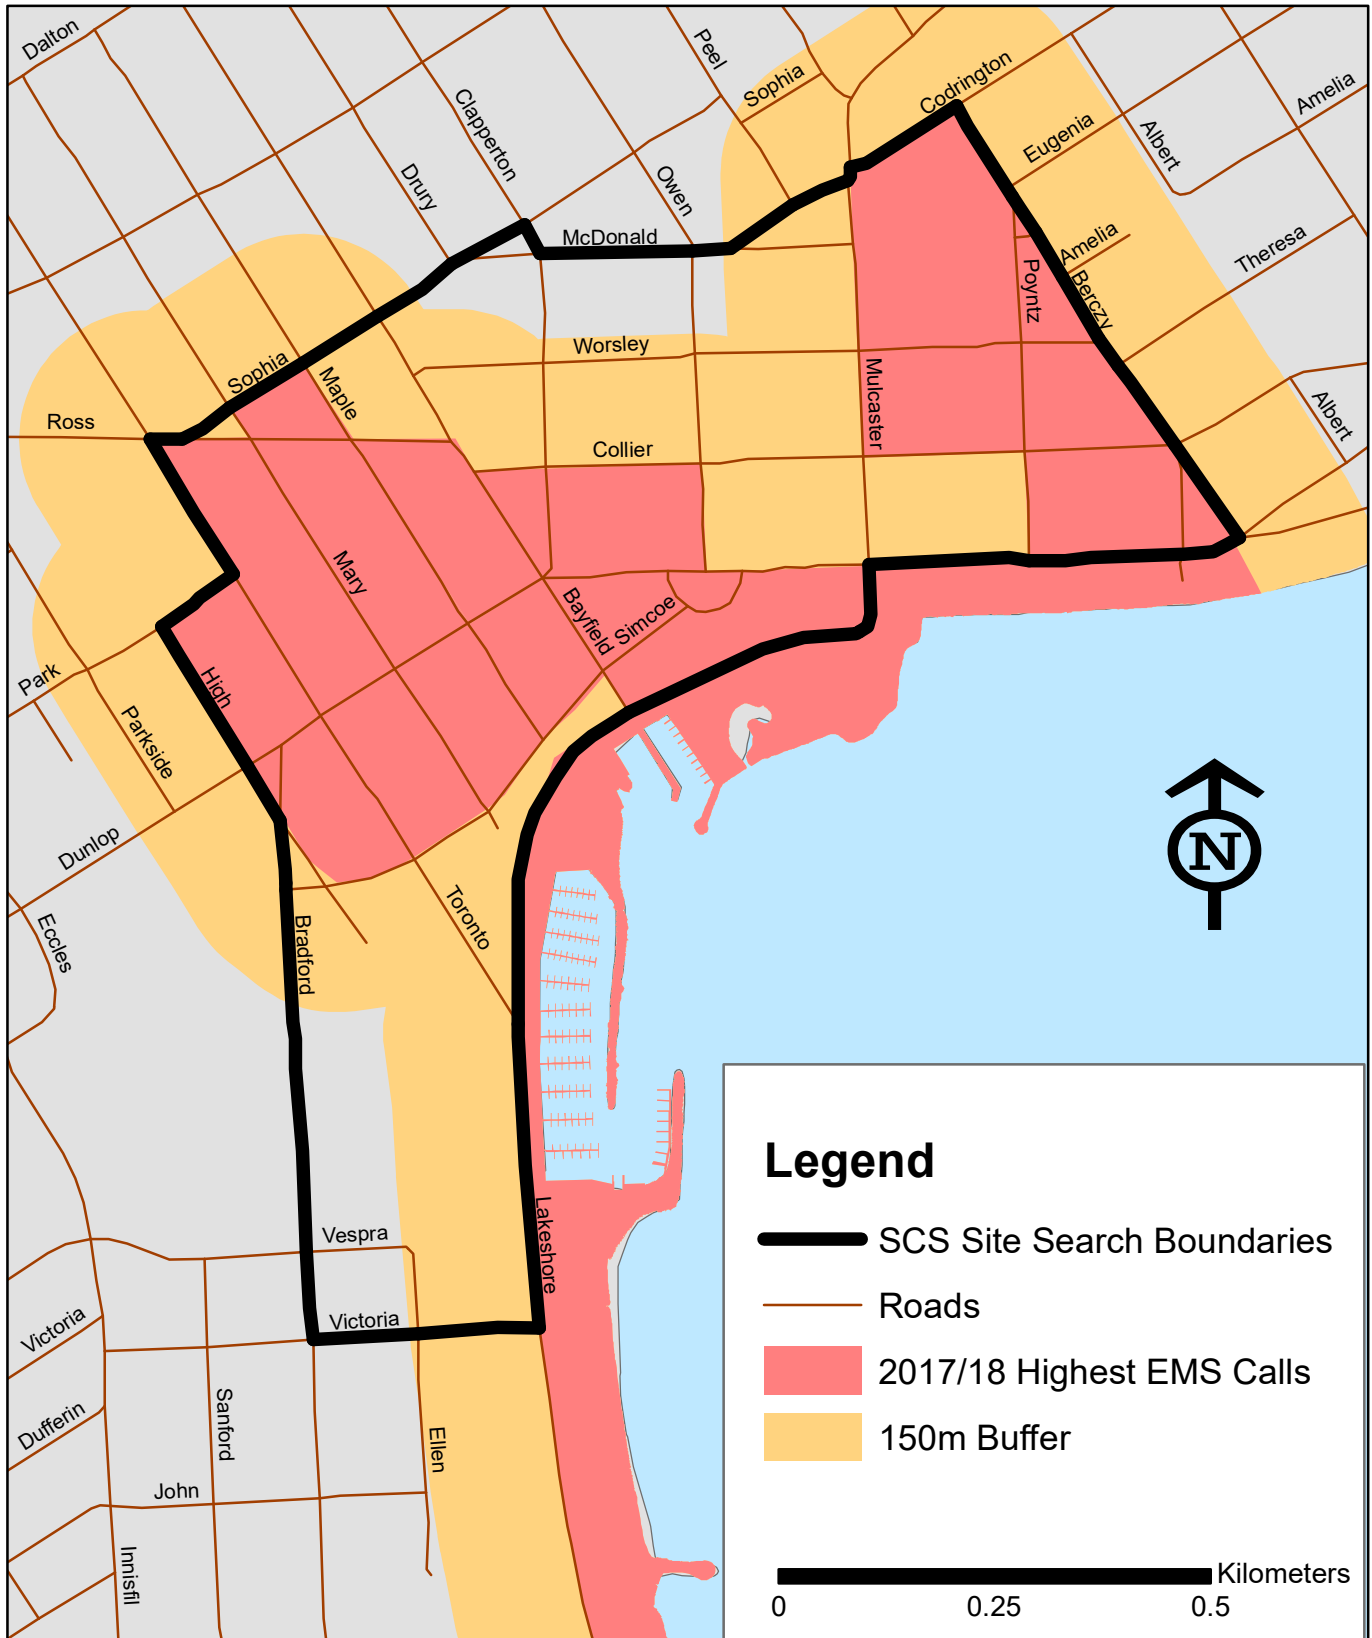 Dalton
Peel
Sophia
Codrington
Clapperton
Eugenia
Albert
Amelia
Drury
Owen
McDonald
Amelia
Theresa
Poyntz
Berczy
Worsley
Sophia
Maple
Mulcaster
Ross
Albert
Collier
Mary
Bayfield
Simcoe
Park
High
Parkside
N
Dunlop
Toronto
Eccles
Bradford
Lakeshore
Vespra
Victoria
Victoria
Dufferin
Sanford
Ellen
John
Innisfil
Legend
SCS Site Search Boundaries
Roads
2017/18 Highest EMS Calls
150m Buffer
Kilometers
0 0.25 0.5